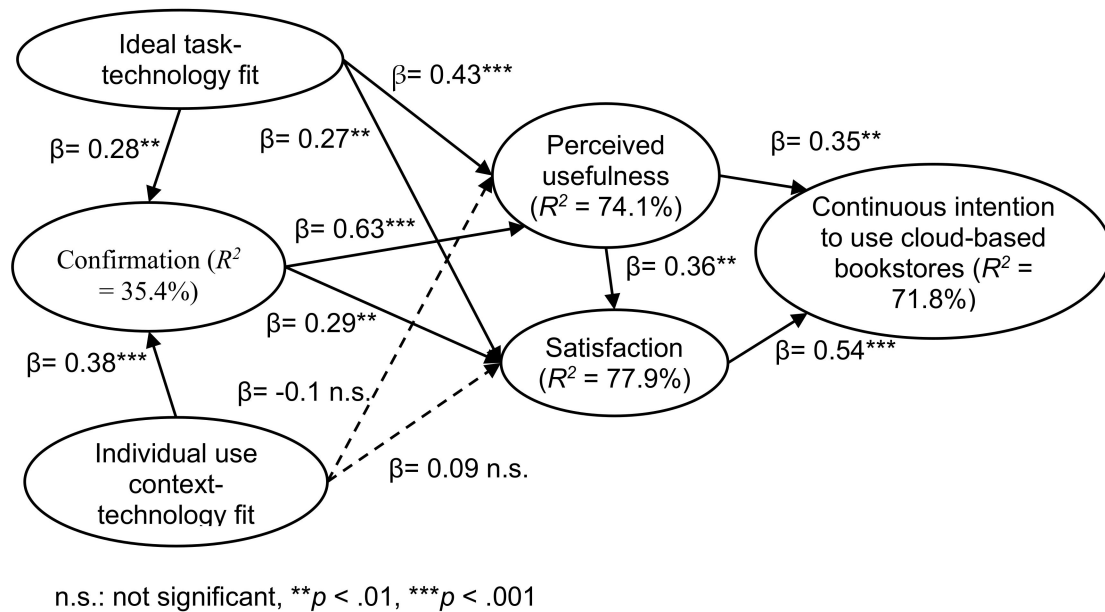 Ideal task-
technology fit
β= 0.43***
β= 0.28**
β= 0.27**
Perceived
usefulness
(R² = 74.1%)
β= 0.35**
β= 0.63***
Confirmation (R²
= 35.4%)
Continuous intention
to use cloud-based
bookstores (R² =
71.8%)
β= 0.36**
β= 0.29**
β= 0.38***
Satisfaction
(R² = 77.9%)
β= 0.54***
β= -0.1 n.s.
β= 0.09 n.s.
Individual use
context-
technology fit
n.s.: not significant, **p < .01, ***p < .001